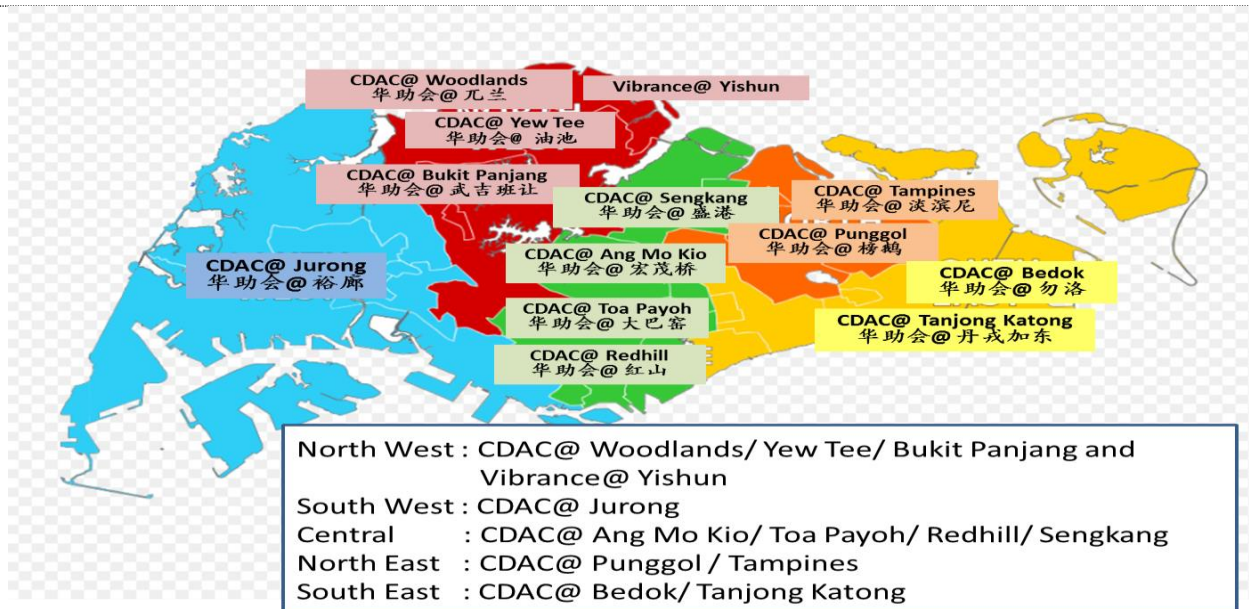 CDAC@ Woodlands
华助会@ 兀兰
Vibrance@ Yishun
CDAC@ Yew Tee
华助会@ 油池
CDAC@ Bukit Panjang
华助会@ 武吉班让
CDAC@ Sengkang
华助会@ 盛港
CDAC@ Tampines
华助会@ 淡滨尼
CDAC@ Punggol
华助会@ 榜鹅
CDAC@ Ang Mo Kio
华助会@ 宏茂桥
CDAC@ Jurong
华助会@ 裕廊
CDAC@ Bedok
华助会@ 勿洛
CDAC@ Toa Payoh
华助会@ 大巴窑
CDAC@ Tanjong Katong
华助会@ 丹戎加东
CDAC@ Redhill
华助会@ 红山
North West : CDAC@ Woodlands/ Yew Tee/ Bukit Panjang and
Vibrance@ Yishun
South West : CDAC@ Jurong
Central : CDAC@ Ang Mo Kio/ Toa Payoh/ Redhill/ Sengkang
North East : CDAC@ Punggol / Tampines
South East : CDAC@ Bedok/ Tanjong Katong